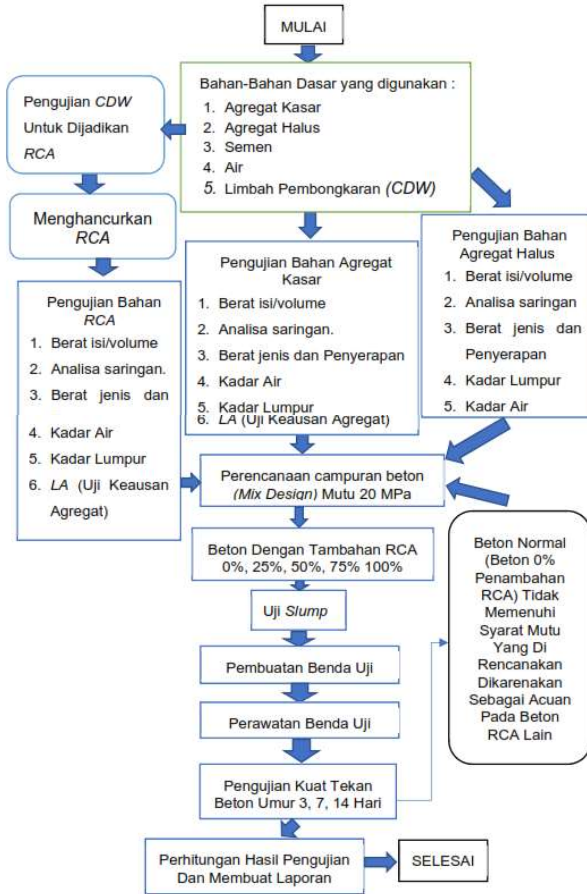 MULAI
Bahan-Bahan Dasar yang digunakan :
1. Agregat Kasar
2. Agregat Halus
3. Semen
4. Air
5. Limbah Pembongkaran (CDW)
Pengujian CDW
Untuk Dijadikan
RCA
Menghancurkan
RCA
Pengujian Bahan
RCA
1. Berat isi/volume
2. Analisa saringan.
3. Berat jenis dan
4. Kadar Air
5. Kadar Lumpur
6. LA (Uji Keausan
Agregat)
Pengujian Bahan Agregat
Kasar
1. Berat isi/volume
2. Analisa saringan.
3. Berat jenis dan Penyerapan
4. Kadar Air
5. Kadar Lumpur
6. LA (Uji Keausan Agregat)
Pengujian Bahan
Agregat Halus
1. Berat isi/volume
2. Analisa saringan
3. Berat jenis dan
Penyerapan
4. Kadar Lumpur
5. Kadar Air
Perencanaan campuran beton
(Mix Design) Mutu 20 MPa
Beton Dengan Tambahan RCA
0%, 25%, 50%, 75% 100%
Uji Slump
Pembuatan Benda Uji
Perawatan Benda Uji
Pengujian Kuat Tekan
Beton Umur 3, 7, 14 Hari
Beton Normal
(Beton 0%
Penambahan
RCA) Tidak
Memenuhi
Syarat Mutu
Yang Di
Rencanakan
Dikarenakan
Sebagai Acuan
Pada Beton
RCA Lain
Perhitungan Hasil Pengujian
Dan Membuat Laporan
SELESAI